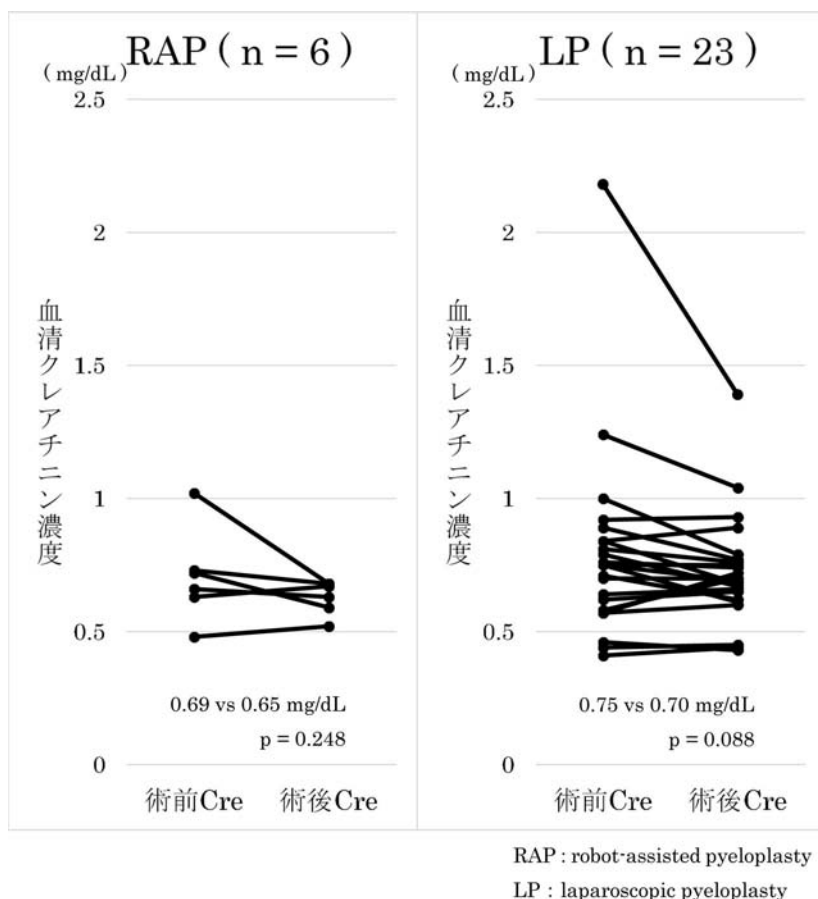 RAP ( n = 6 )
(mg/dL)
2.5
2
1.5
1
0.5
0
血清クレアチニン濃度
0.69 vs 0.65 mg/dL
p = 0.248
術前Cre 術後Cre
LP ( n = 23 )
(mg/dL)
2.5
2
1.5
1
0.5
0
血清クレアチニン濃度
0.75 vs 0.70 mg/dL
p = 0.088
術前Cre 術後Cre
RAP : robot-assisted pyeloplasty
LP : laparoscopic pyeloplasty